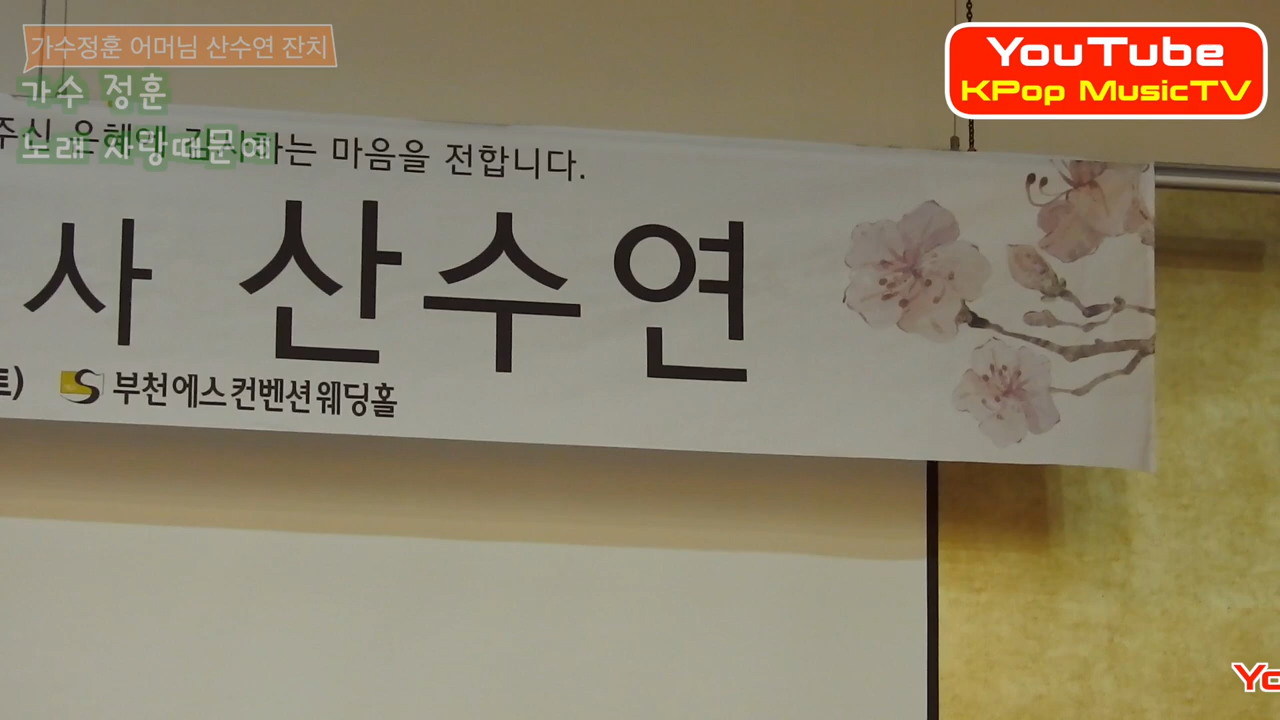 가수정훈 어머님 산수연 잔치
가수 정훈
노래 사랑때문에
주신 은혜에 감사하는 마음을 전합니다.
사 산수연
트)
부천에스컨벤션웨딩홀
YouTube
KPop MusicTV
Yo